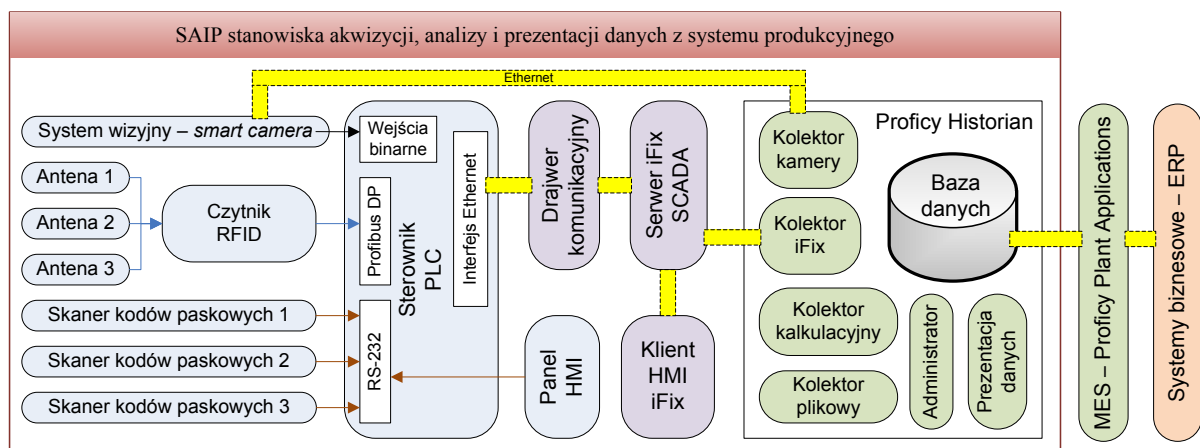 SAIP stanowiska akwizycji, analizy i prezentacji danych z systemu produkcyjnego
Ethernet
System wizyjny – smart camera
Antena 1
Antena 2
Antena 3
Czytnik
RFID
Skaner kodów paskowych 1
Skaner kodów paskowych 2
Skaner kodów paskowych 3
Wejścia
binarne
Profibus DP
RS-232
Sterownik
PLC
Interfejs Ethernet
Drajwer
komunikacyjny
Panel
HMI
Serwer iFix
SCADA
Klient
HMI
iFix
Proficy Historian
Kolektor
kamery
Kolektor
iFix
Kolektor
kalkulacyjny
Kolektor
plikowy
Baza
danych
Administrator
Prezentacja
danych
MES – Proficy Plant Applications
Systemy biznesowe – ERP